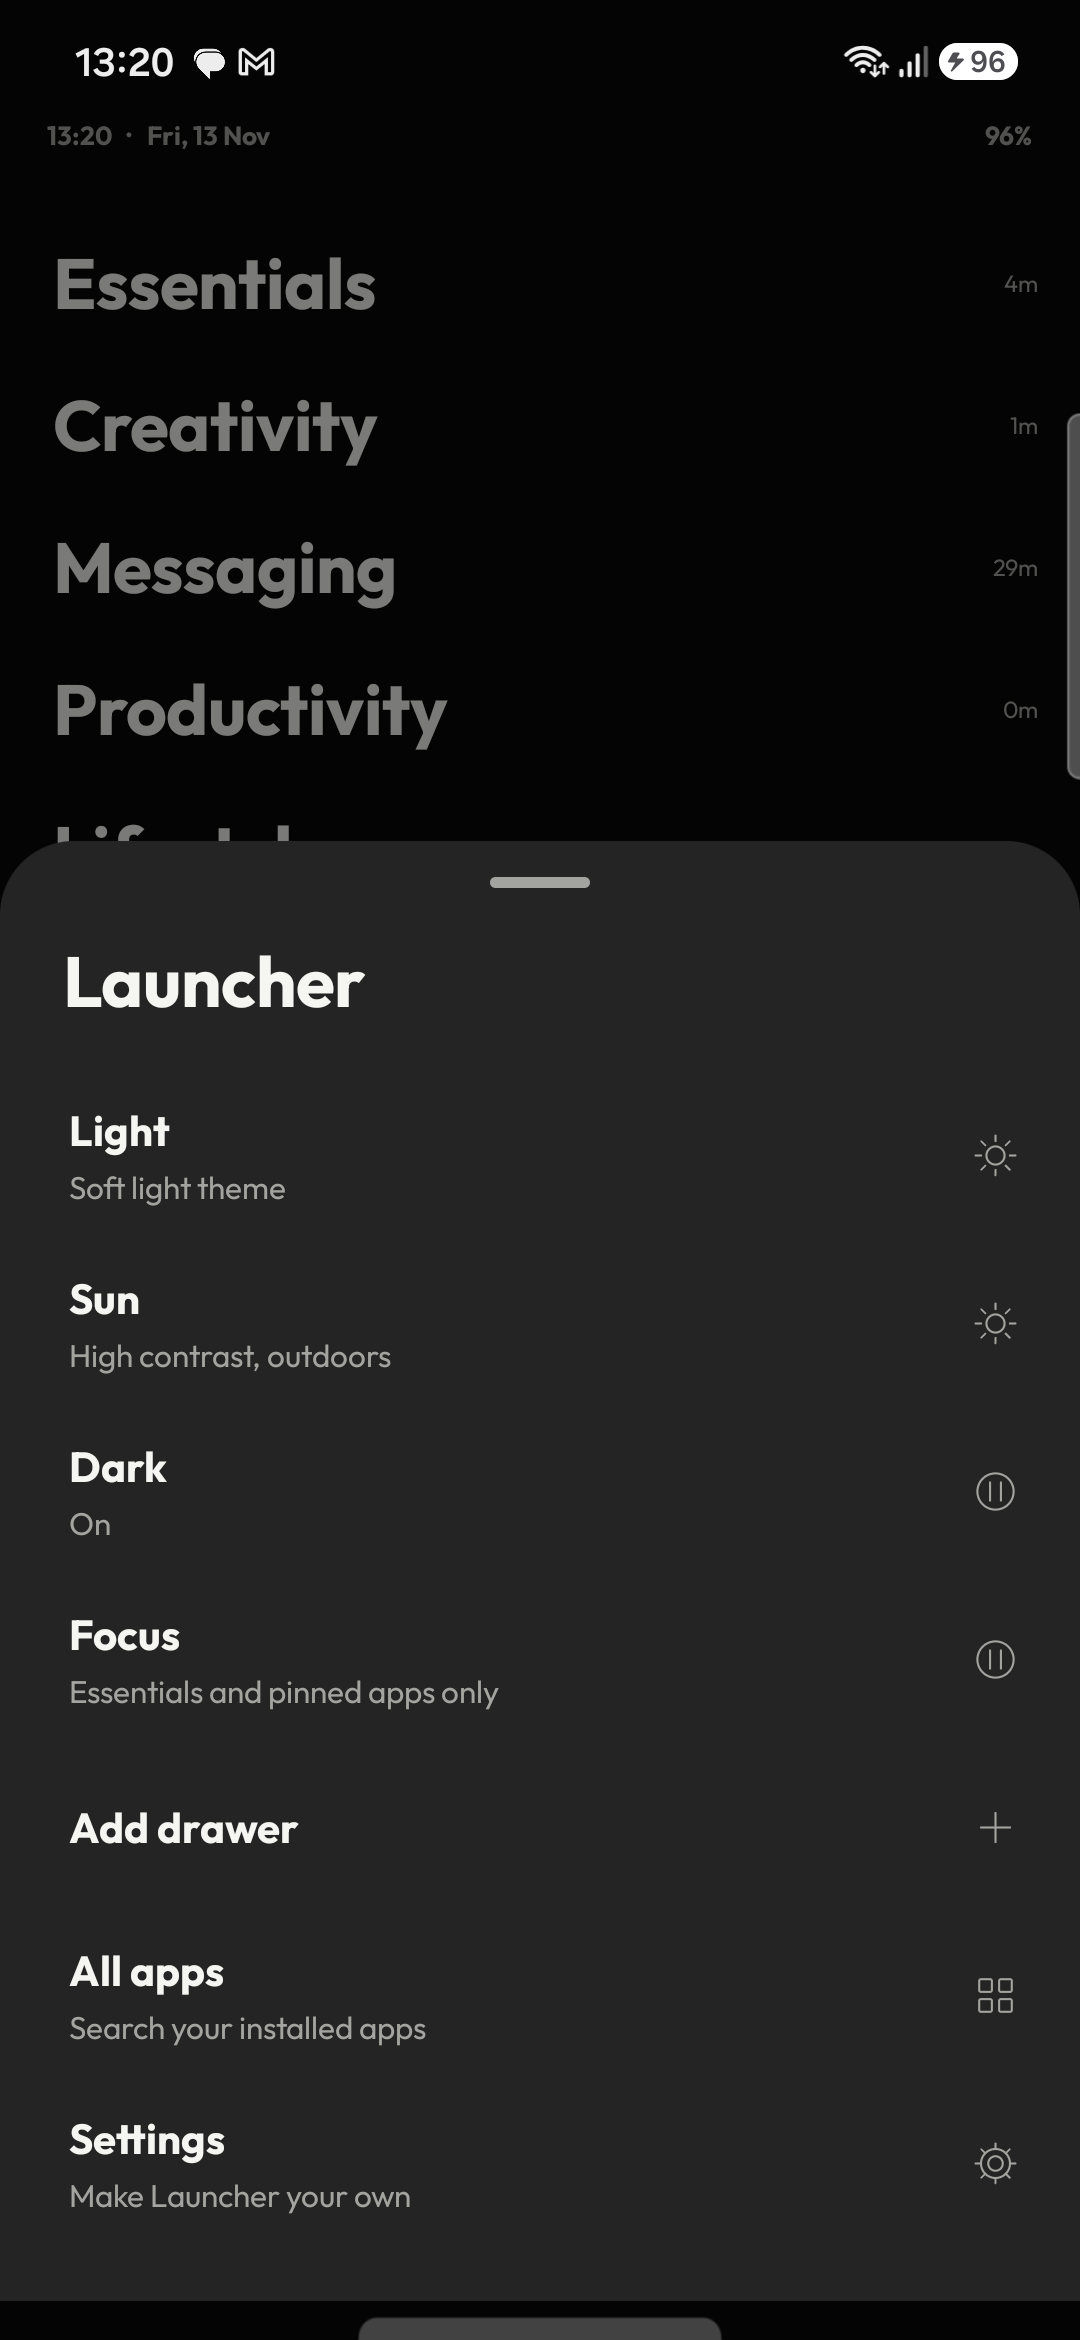 13:20
96
13:20 · Fri, 13 Nov
96%
Essentials
4m
Creativity
1m
Messaging
29m
Productivity
0m
Launcher
Light
Soft light theme
Sun
High contrast, outdoors
Dark
On
Focus
Essentials and pinned apps only
Add drawer
All apps
Search your installed apps
Settings
Make Launcher your own